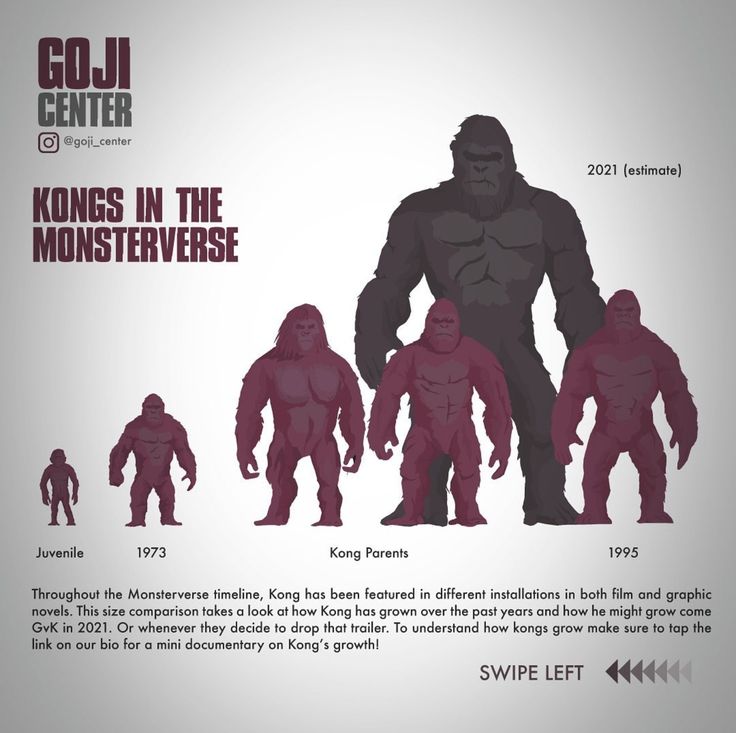 GOJI
CENTER
@goji_center
KONGS IN THE
MONSTERVERSE
2021 (estimate)
Juvenile
1973
Kong Parents
1995
Throughout the Monsterverse timeline, Kong has been featured in different installations in both film and graphic
novels. This size comparison takes a look at how Kong has grown over the past years and how he might grow come
GvK in 2021. Or whenever they decide to drop that trailer. To understand how kongs grow make sure to tap the
link on our bio for a mini documentary on Kong's growth!
SWIPE LEFT